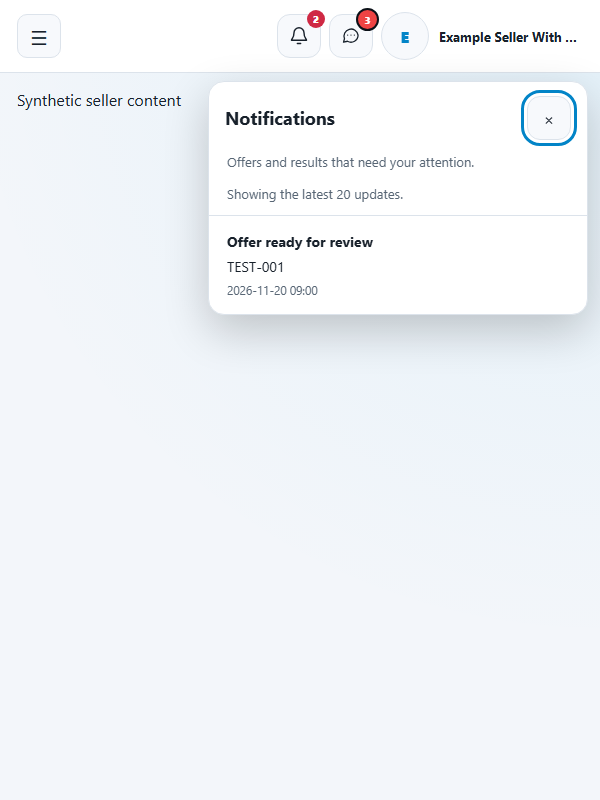 2
3
E
Example Seller With ...
Synthetic seller content
Notifications
×
Offers and results that need your attention.
Showing the latest 20 updates.
Offer ready for review
TEST-001
2026-11-20 09:00